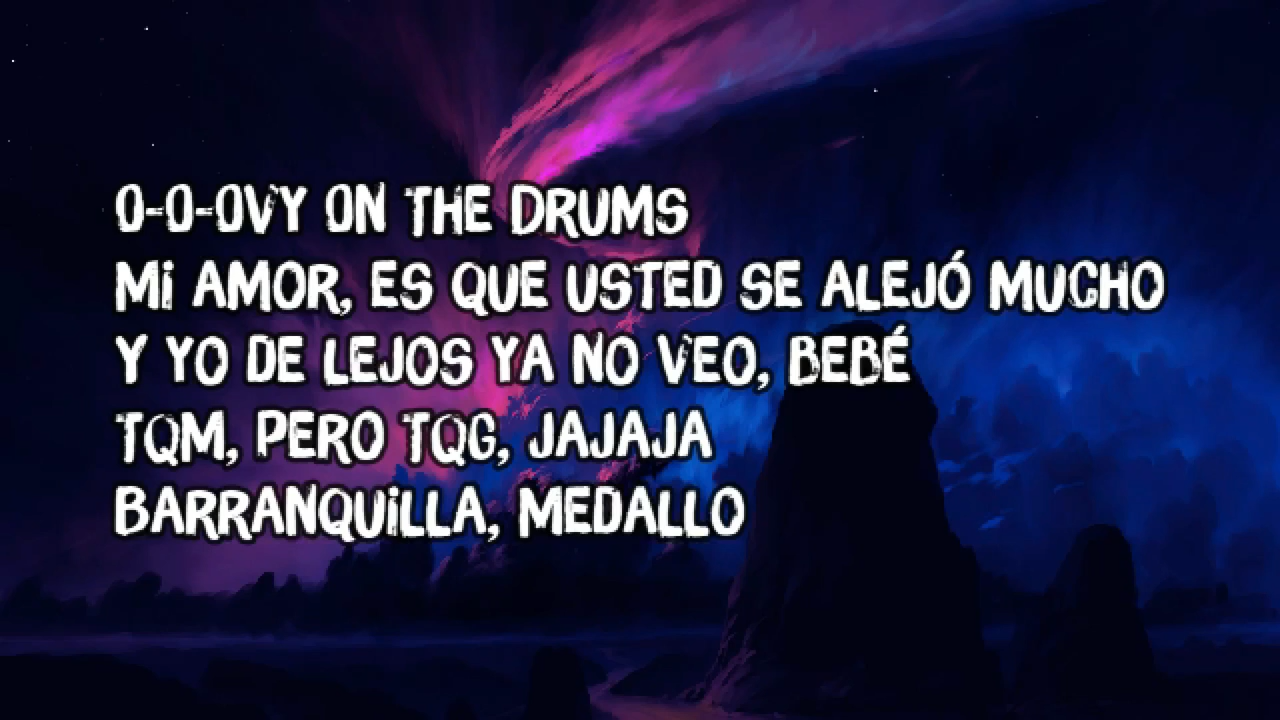 O-O-OVY ON THE DRUMS
Mi AMOR, ES QUE USTED SE ALEJÓ MUCHO
Y YO DE LEJOS YA NO VEO, BEBÉ
TQM, PERO TQG, JAJAJA
BARRANQUiLLA, MEDALLO